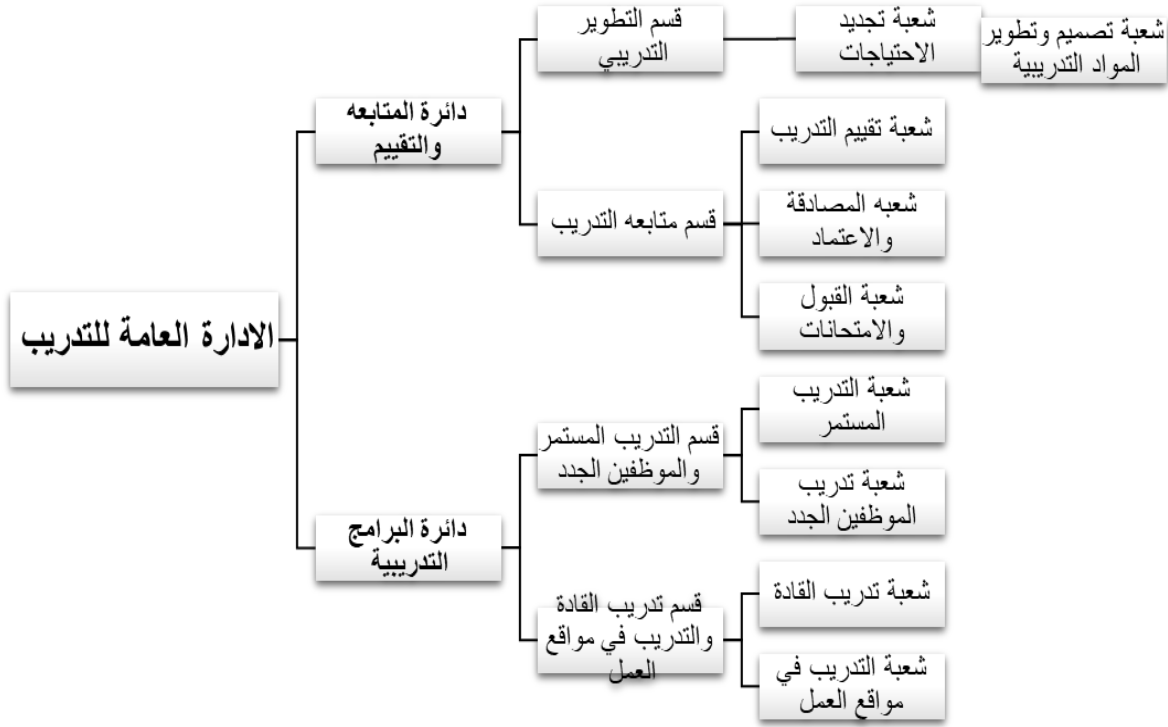 الادارة العامة للتدريب
دائرة المتابعه
والتقييم
قسم التطوير
التدريبي
شعبة تجديد
الاحتياجات
شعبة تصميم وتطوير
المواد التدريبية
قسم متابعه التدريب
شعبة تقييم التدريب
شعبه المصادقة
والاعتماد
شعبة القبول
والامتحانات
دائرة البرامج
التدريبية
قسم التدريب المستمر
والموظفين الجدد
شعبة التدريب
المستمر
شعبة تدريب
الموظفين الجدد
قسم تدريب القادة
والتدريب في مواقع
العمل
شعبة تدريب القادة
شعبة التدريب في
مواقع العمل